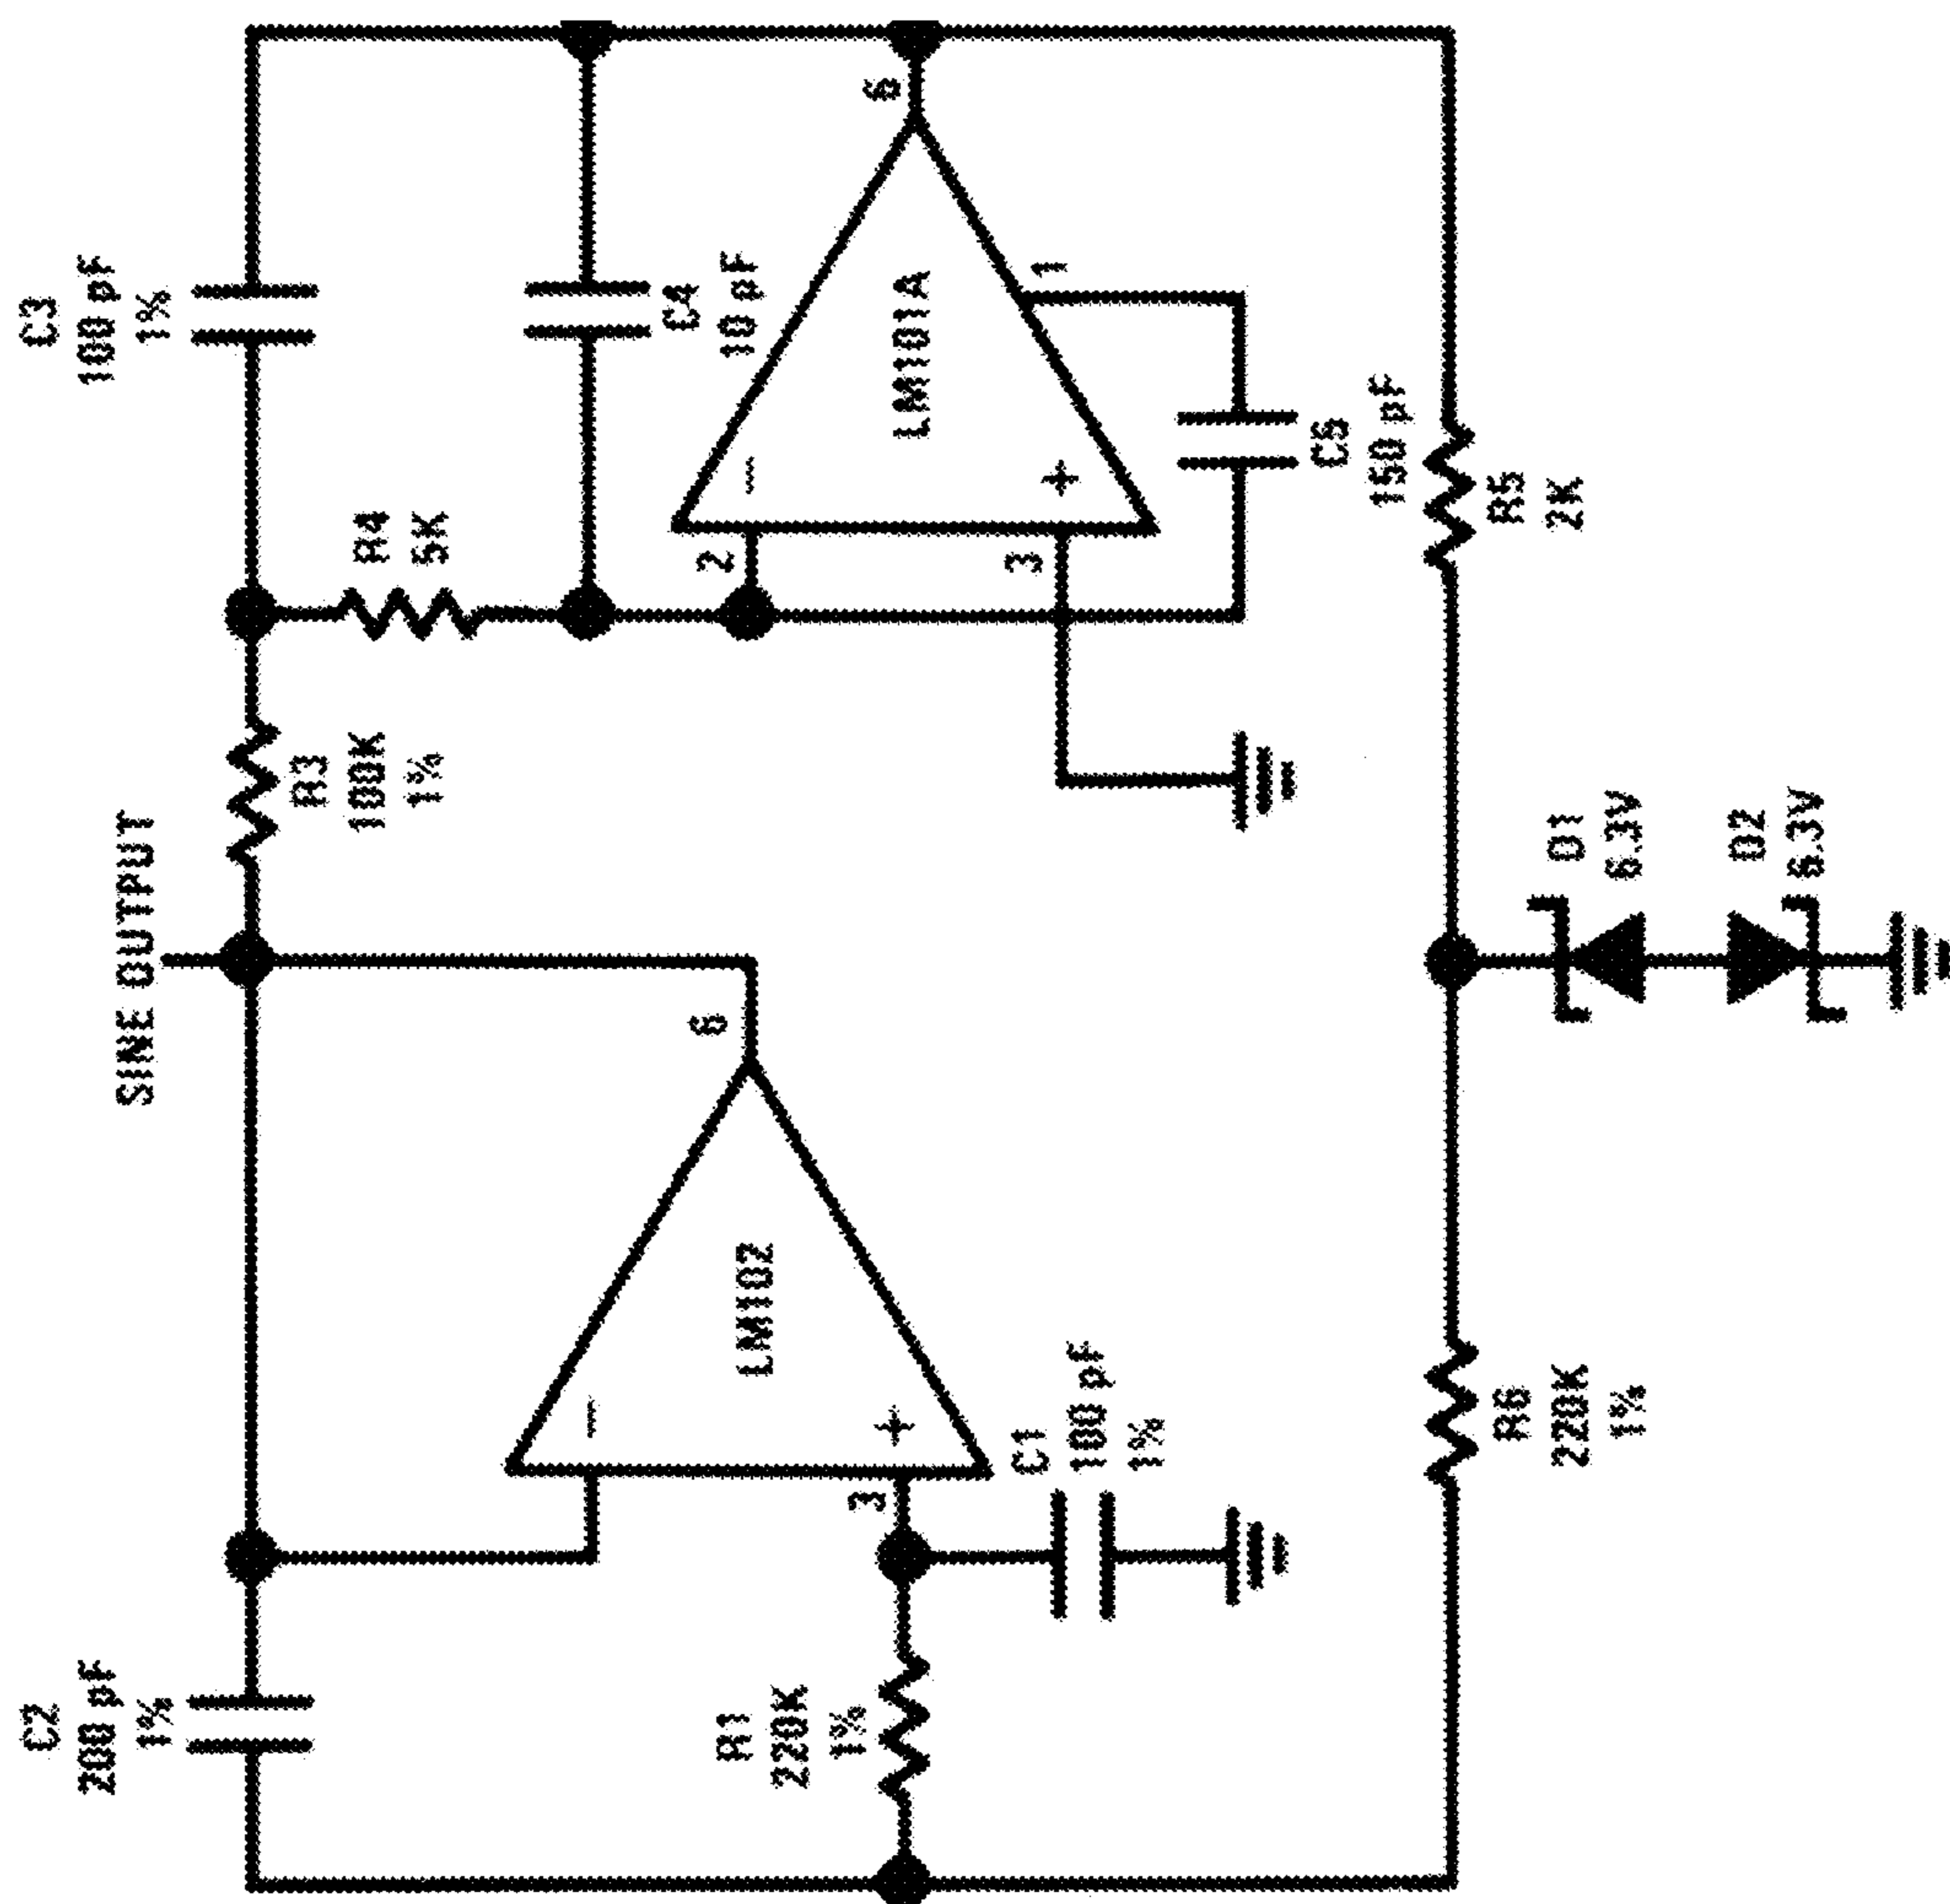 C2
200 pF
1%
SINE OUTPUT
C3
100 pF
1%
R3
100K
1%
R4
5K
C4
10 pF
−
6
LM102
+
3
R1
220K
1%
C1
100 pF
1%
2
−
6
LM101A
3
+
1
C5
150 pF
R6
220K
1%
R5
2K
D1
6.3V
D2
6.3V